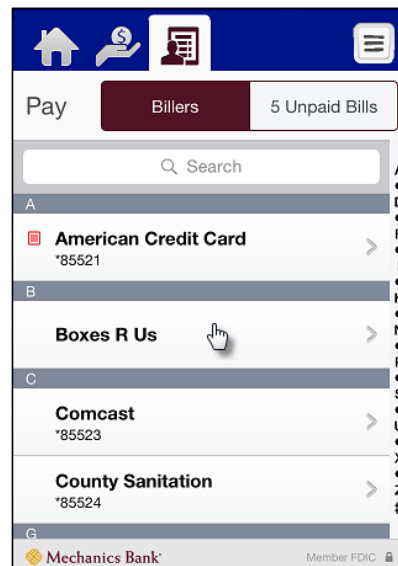 $
Pay
Billers
5 Unpaid Bills
Search
A
American Credit Card
*85521
B
Boxes R Us
C
Comcast
*85523
County Sanitation
*85524
G
Mechanics Bank
Member FDIC